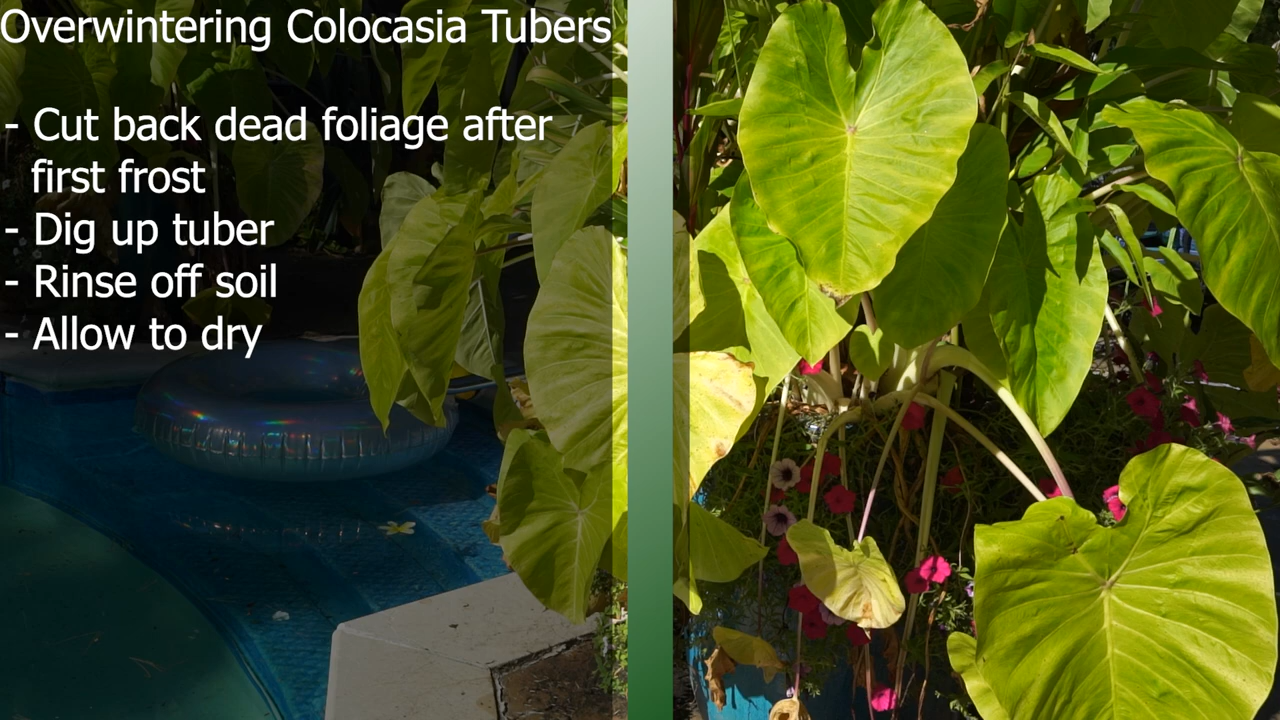 Overwintering Colocasia Tubers
- Cut back dead foliage after
first frost
- Dig up tuber
- Rinse off soil
- Allow to dry